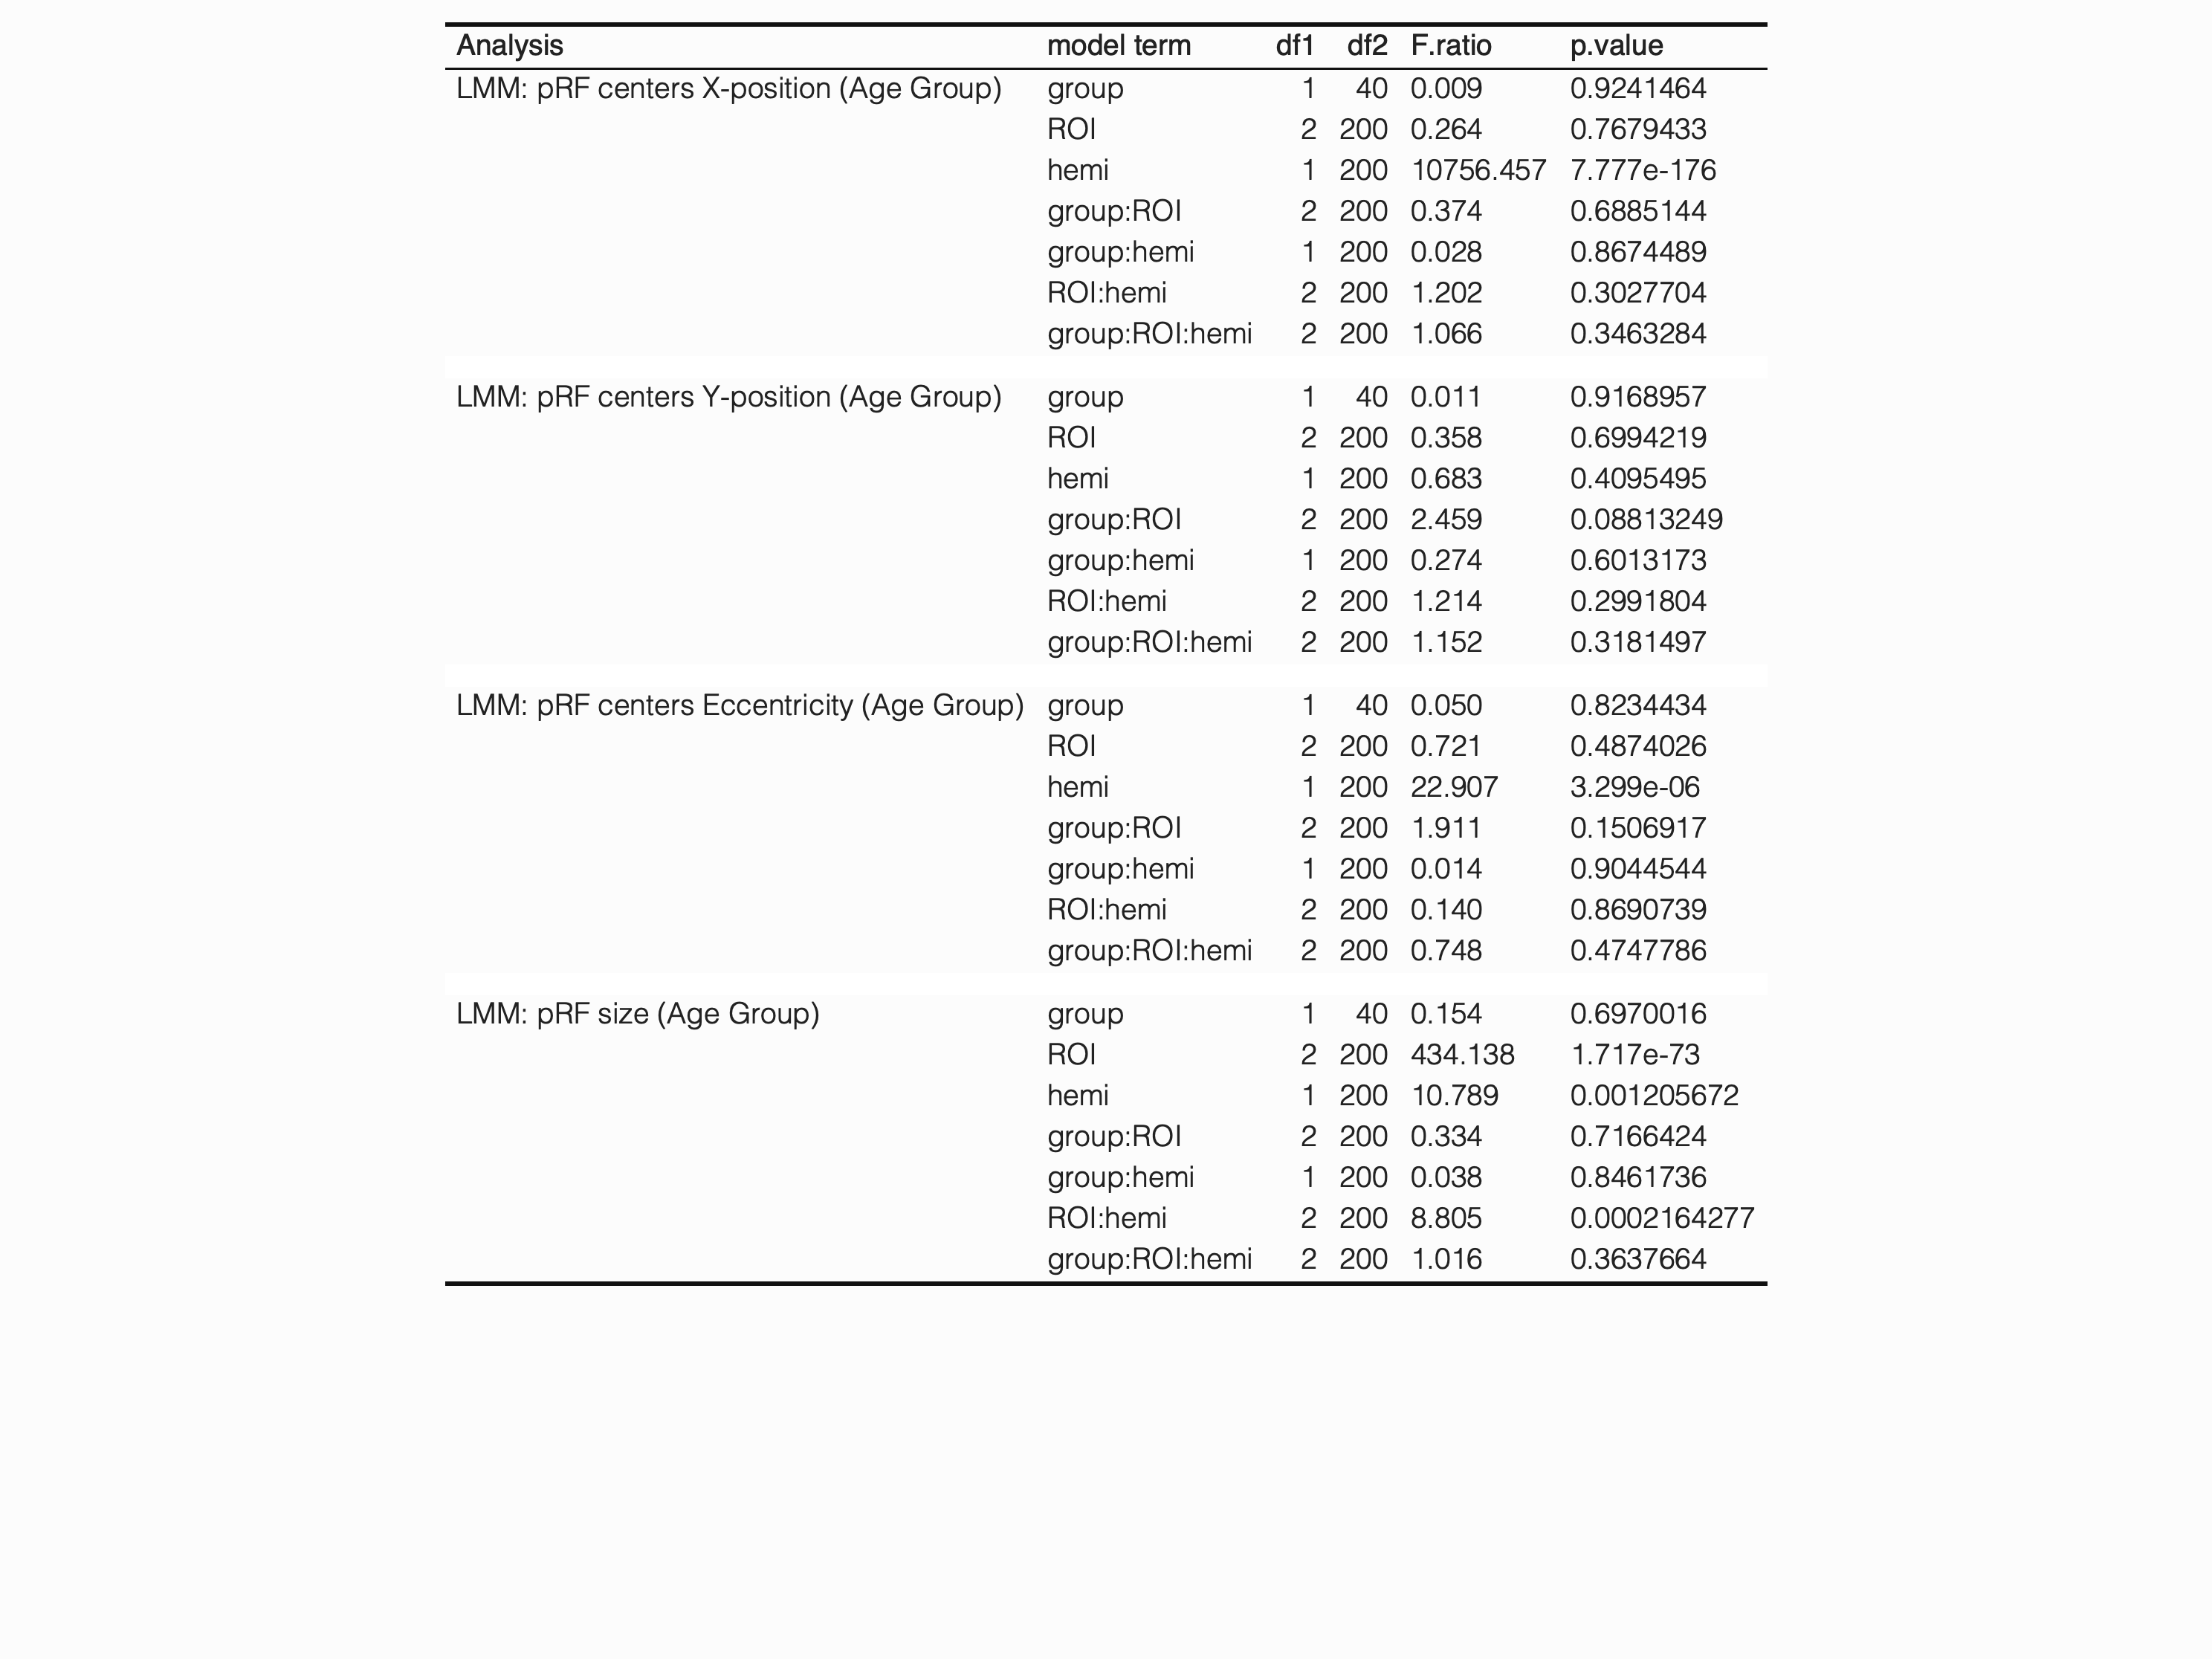 Analysis model term df1 df2 F.ratio p.value
LMM: pRF centers X-position (Age Group) group 1 40 0.009 0.9241464
ROI 2 200 0.264 0.7679433
hemi 1 200 10756.457 7.777e-176
group:ROI 2 200 0.374 0.6885144
group:hemi 1 200 0.028 0.8674489
ROI:hemi 2 200 1.202 0.3027704
group:ROI:hemi 2 200 1.066 0.3463284
LMM: pRF centers Y-position (Age Group) group 1 40 0.011 0.9168957
ROI 2 200 0.358 0.6994219
hemi 1 200 0.683 0.4095495
group:ROI 2 200 2.459 0.08813249
group:hemi 1 200 0.274 0.6013173
ROI:hemi 2 200 1.214 0.2991804
group:ROI:hemi 2 200 1.152 0.3181497
LMM: pRF centers Eccentricity (Age Group) group 1 40 0.050 0.8234434
ROI 2 200 0.721 0.4874026
hemi 1 200 22.907 3.299e-06
group:ROI 2 200 1.911 0.1506917
group:hemi 1 200 0.014 0.9044544
ROI:hemi 2 200 0.140 0.8690739
group:ROI:hemi 2 200 0.748 0.4747786
LMM: pRF size (Age Group) group 1 40 0.154 0.6970016
ROI 2 200 434.138 1.717e-73
hemi 1 200 10.789 0.001205672
group:ROI 2 200 0.334 0.7166424
group:hemi 1 200 0.038 0.8461736
ROI:hemi 2 200 8.805 0.0002164277
group:ROI:hemi 2 200 1.016 0.3637664